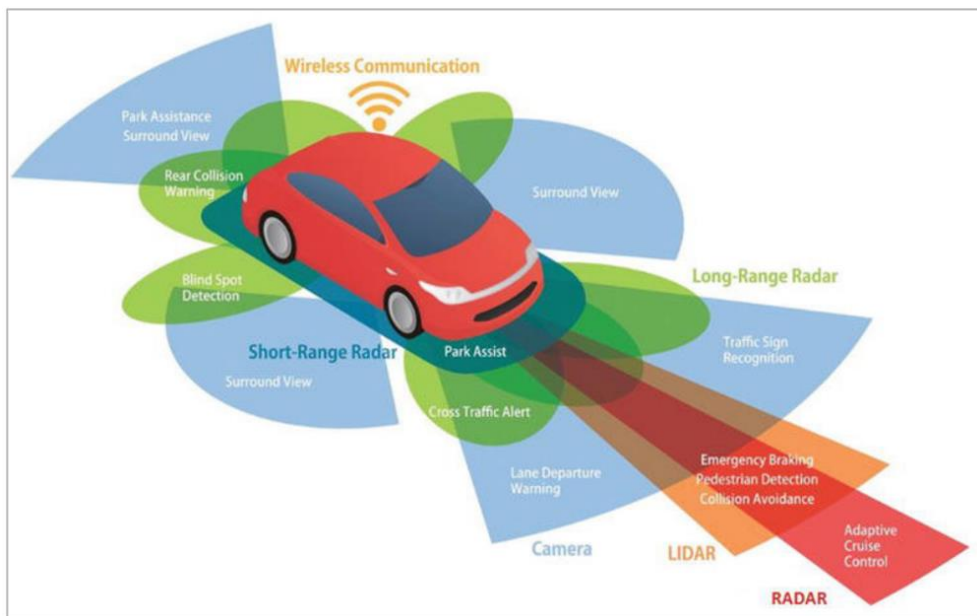 Wireless Communication
Park Assistance
Surround View
Rear Collision
Warning
Surround View
Blind Spot
Detection
Long-Range Radar
Short-Range Radar
Park Assist
Traffic Sign
Recognition
Surround View
Cross Traffic Alert
Lane Departure
Warning
Emergency Braking
Pedestrian Detection
Collision Avoidance
Adaptive
Cruise
Control
Camera
LIDAR
RADAR